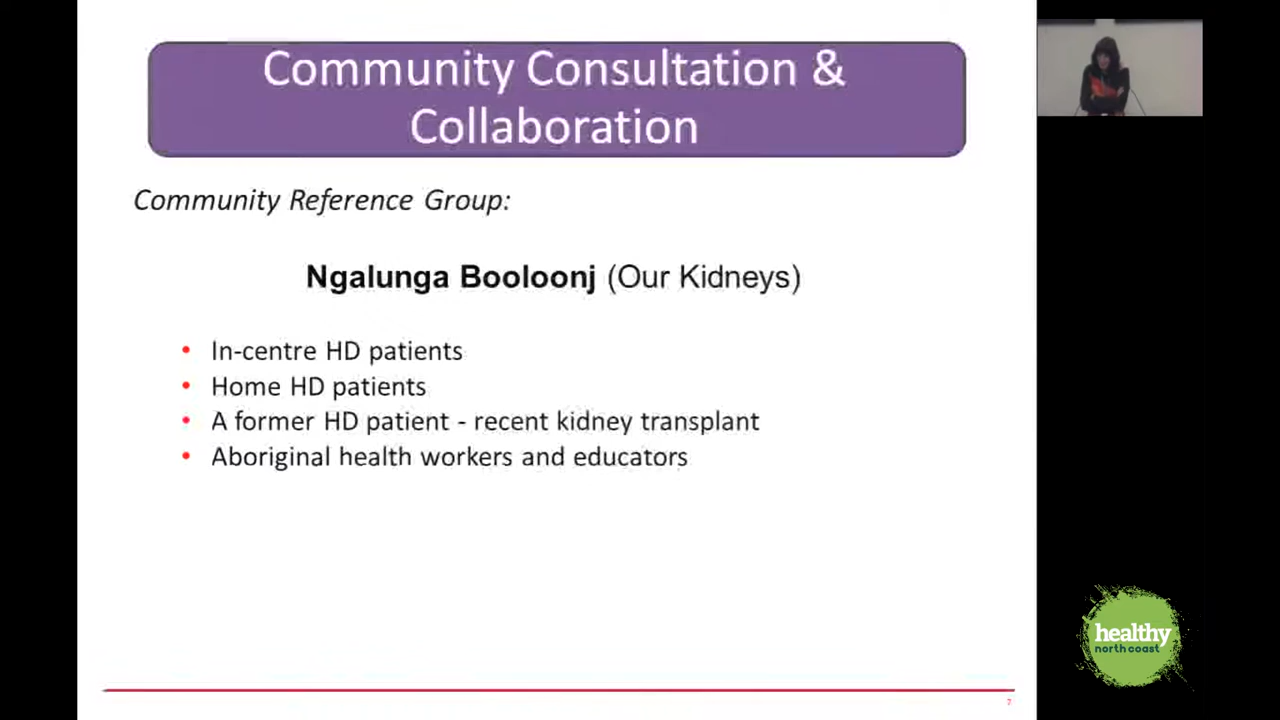 Community Consultation &
Collaboration
Community Reference Group:
Ngalunga Booloonj (Our Kidneys)
• In-centre HD patients
• Home HD patients
• A former HD patient - recent kidney transplant
• Aboriginal health workers and educators
7
healthy
north coast